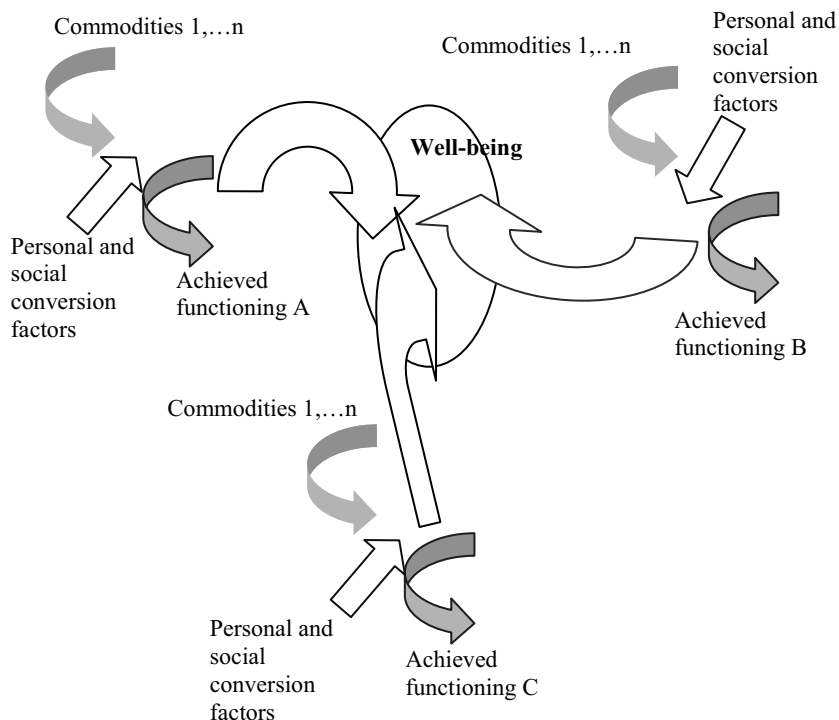 Commodities 1,…n
Personal and
social
conversion
factors
Achieved
functioning A
Well-being
Commodities 1,…n
Personal and
social
conversion
factors
Achieved
functioning B
Commodities 1,…n
Personal and
social
conversion
factors
Achieved
functioning C